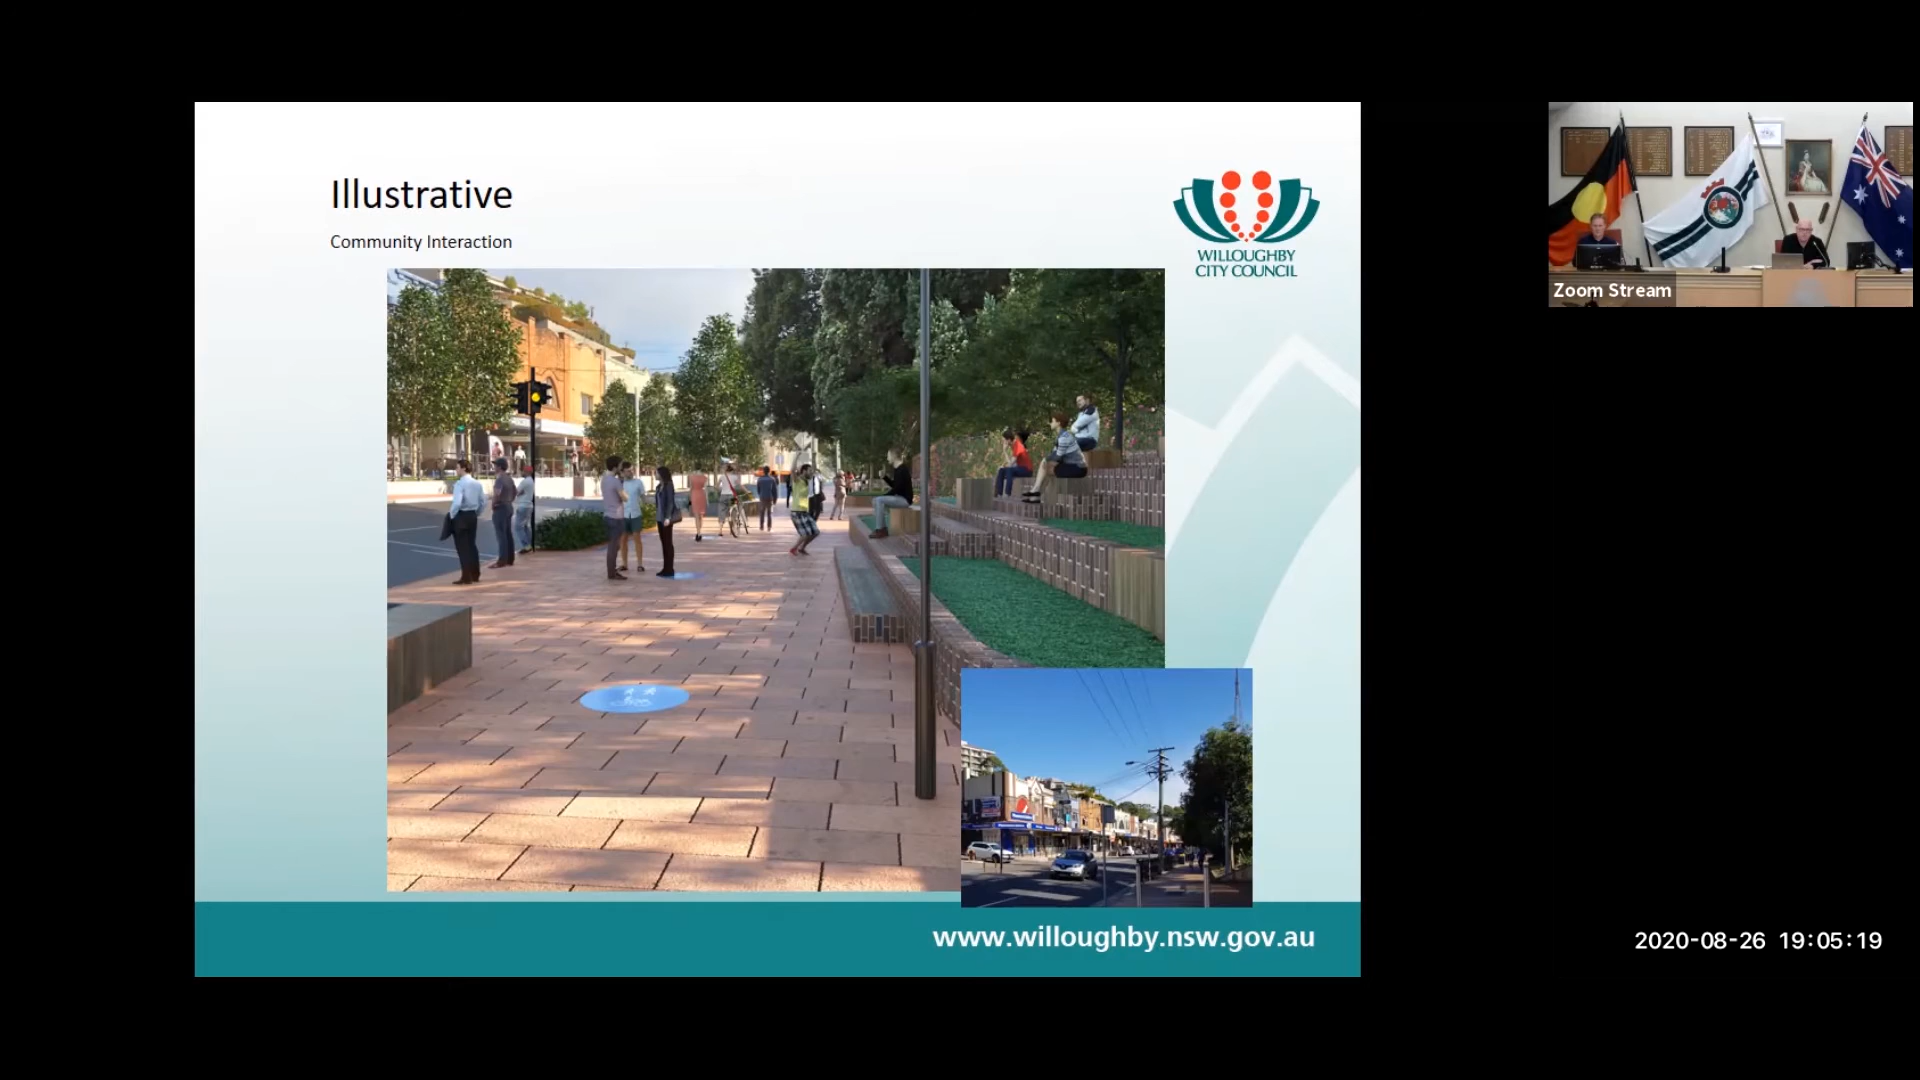 Illustrative
Community Interaction
WILLOUGHBY
CITY COUNCIL
Zoom Stream
www.willoughby.nsw.gov.au
2020-08-26 19:05:19